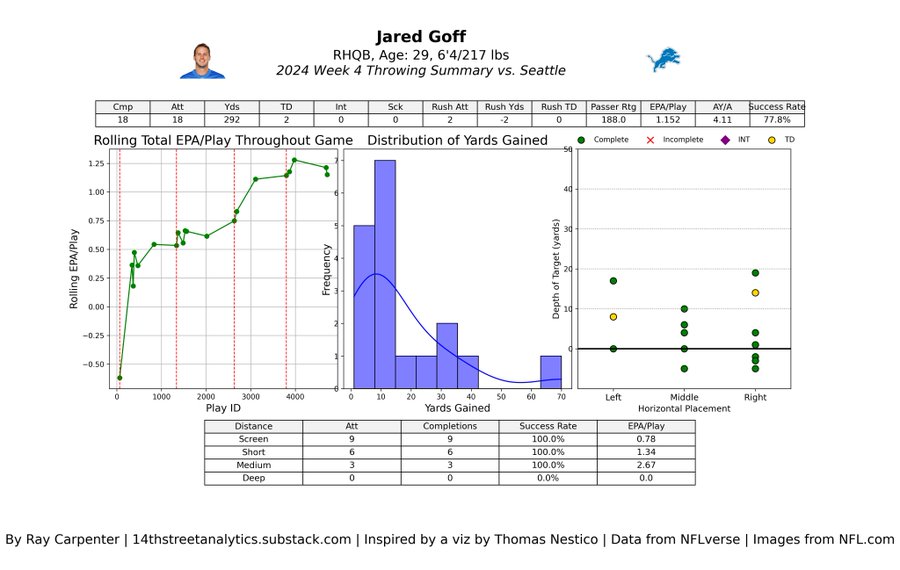 Jared Goff
RHQB, Age: 29, 6'4/217 lbs
2024 Week 4 Throwing Summary vs. Seattle
Cmp Att Yds TD Int Sck Rush Att Rush Yds Rush TD Passer Rtg EPA/Play AY/A Success Rate
18 18 292 2 0 0 2 -2 0 188.0 1.152 4.11 77.8%
Rolling Total EPA/Play Throughout Game
Rolling EPA/Play
1.25
1.00
0.75
0.50
0.25
0.00
−0.25
−0.50
0 1000 2000 3000 4000
Play ID
Distribution of Yards Gained
Frequency
7
6
5
4
3
2
1
0
0 10 20 30 40 50 60 70
Yards Gained
Complete Incomplete INT TD
Depth of Target (yards)
50
40
30
20
10
0
Left Middle Right
Horizontal Placement
Distance Att Completions Success Rate EPA/Play
Screen 9 9 100.0% 0.78
Short 6 6 100.0% 1.34
Medium 3 3 100.0% 2.67
Deep 0 0 0.0% 0.0
By Ray Carpenter | 14thstreetanalytics.substack.com | Inspired by a viz by Thomas Nestico | Data from NFLverse | Images from NFL.com